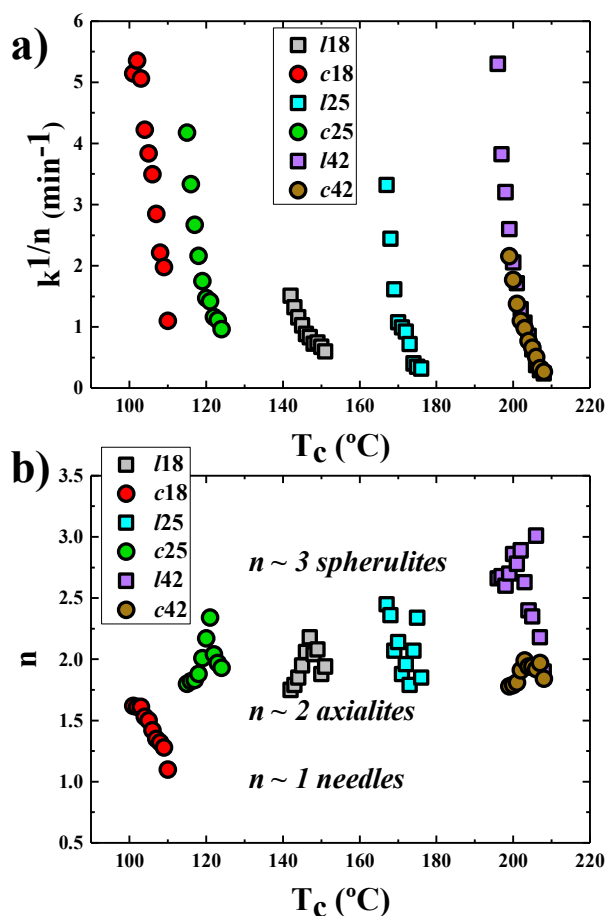 a)
k1/n (min-1)
6
5
4
3
2
1
0
l18
c18
l25
c25
l42
c42
100 120 140 160 180 200 220
Tc (ºC)
b)
n
3.5
3.0
2.5
2.0
1.5
1.0
0.5
l18
c18
l25
c25
l42
c42
n ~ 3 spherulites
n ~ 2 axialites
n ~ 1 needles
100 120 140 160 180 200 220
Tc (ºC)